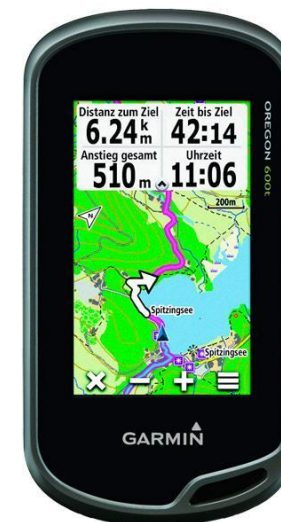 Distanz zum Ziel
6.24 km
Zeit bis Ziel
42:14
Anstieg gesamt
510 m
Uhrzeit
11:06
200m
N
Spitzingsee
Spitzingsee
OREGON 600t
GARMIN